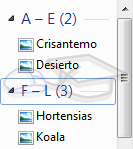 A – E (2)
Crisantemo
Desierto
F – L (3)
Hortensias
Koala